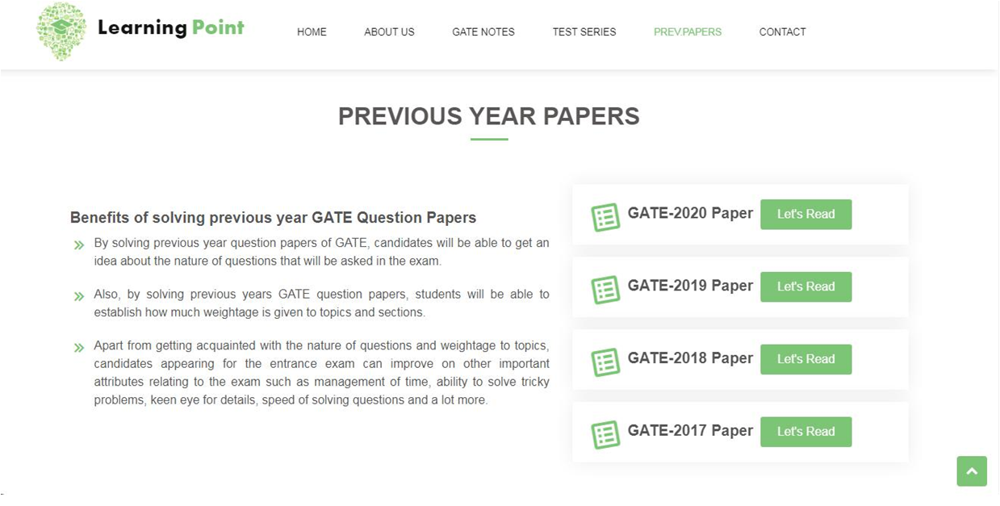 Learning Point
HOME ABOUT US GATE NOTES TEST SERIES PREV.PAPERS CONTACT
PREVIOUS YEAR PAPERS
Benefits of solving previous year GATE Question Papers
By solving previous year question papers of GATE, candidates will be able to get an
idea about the nature of questions that will be asked in the exam.
Also, by solving previous years GATE question papers, students will be able to
establish how much weightage is given to topics and sections.
Apart from getting acquainted with the nature of questions and weightage to topics,
candidates appearing for the entrance exam can improve on other important
attributes relating to the exam such as management of time, ability to solve tricky
problems, keen eye for details, speed of solving questions and a lot more.
GATE-2020 Paper Let's Read
GATE-2019 Paper Let's Read
GATE-2018 Paper Let's Read
GATE-2017 Paper Let's Read